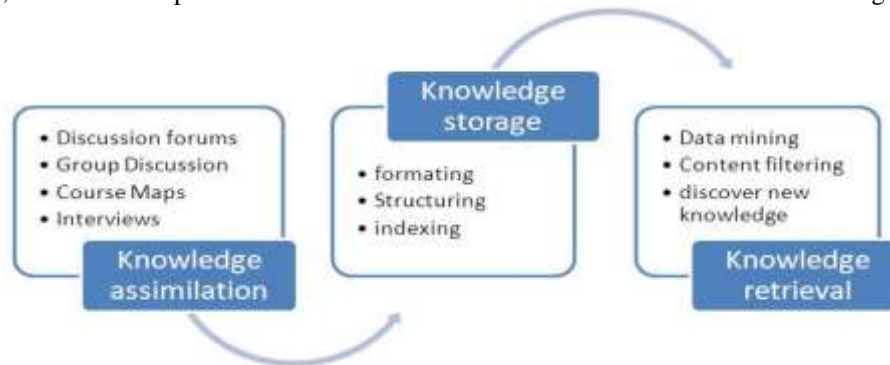 • Discussion forums
• Group Discussion
• Course Maps
• Interviews
Knowledge
assimilation
Knowledge
storage
• formating
• Structuring
• indexing
• Data mining
• Content filtering
• discover new
knowledge
Knowledge
retrieval